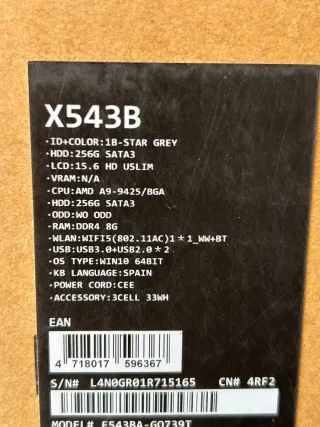 X543B
·ID+COLOR:1B-STAR GREY
·HDD:256G SATA3
·LCD:15.6 HD USLIM
·VRAM:N/A
·CPU:AMD A9-9425/BGA
·HDD:256G SATA3
·ODD:WO ODD
·RAM:DDR4 8G
·WLAN:WIFI5(802.11AC)1*1_WW+BT
·USB:USB3.0+USB2.0*2
·OS TYPE:WIN10 64BIT
·KB LANGUAGE:SPAIN
·POWER CORD:CEE
·ACCESSORY:3CELL 33WH
EAN
4 718017 596367
S/N# L4N0GR01R715165 CN# 4RF2
MODEL# F543BA-GQ739T